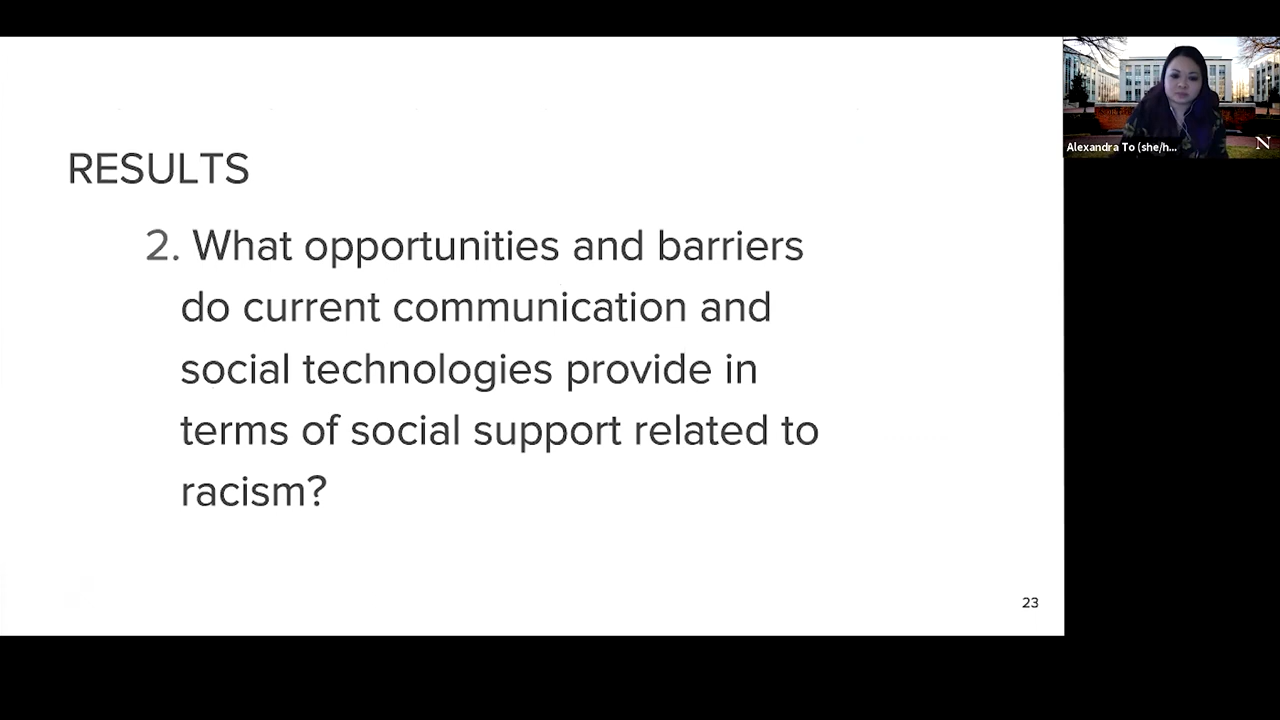 RESULTS
2. What opportunities and barriers
do current communication and
social technologies provide in
terms of social support related to
racism?
23
Alexandra To (she/h...
N